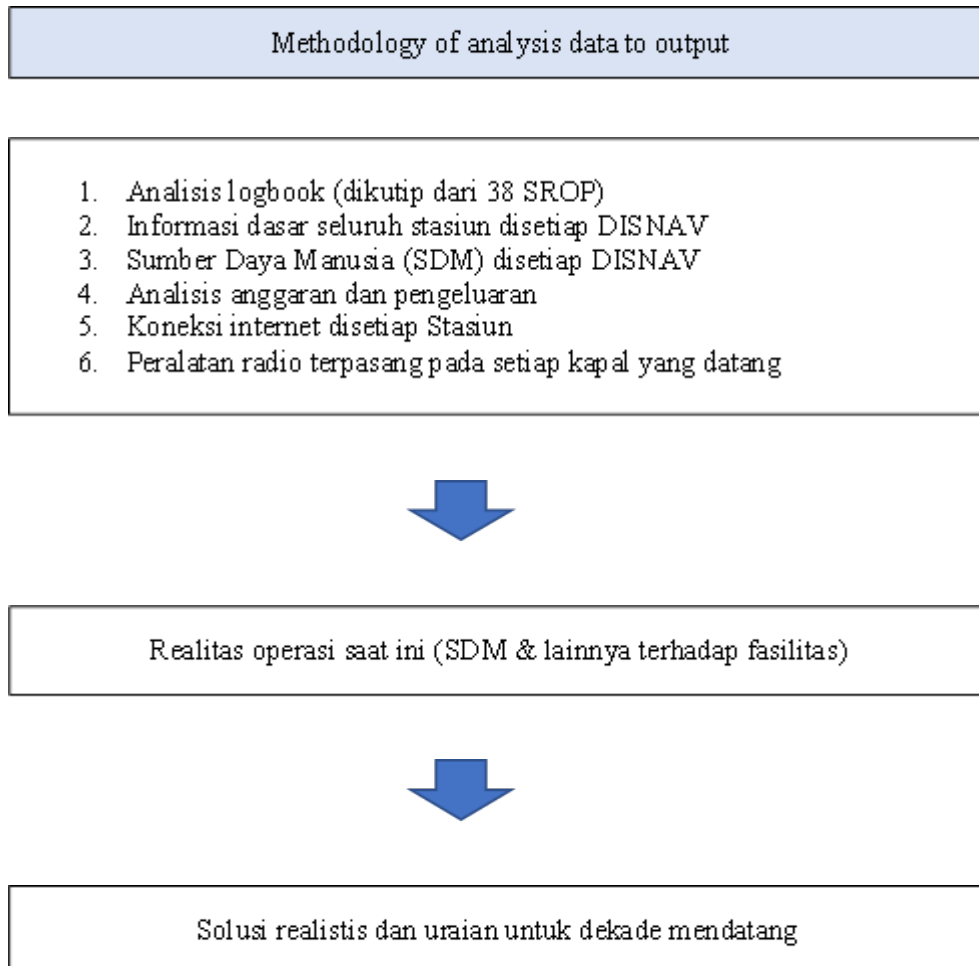 Methodology of analysis data to output
1. Analisis logbook (dikutip dari 38 SROP)
2. Informasi dasar seluruh stasiun disetiap DISNAV
3. Sumber Daya Manusia (SDM) disetiap DISNAV
4. Analisis anggaran dan pengeluaran
5. Koneksi internet disetiap Stasiun
6. Peralatan radio terpasang pada setiap kapal yang datang
Realitas operasi saat ini (SDM & lainnya terhadap fasilitas)
Solusi realistis dan uraian untuk dekade mendatang